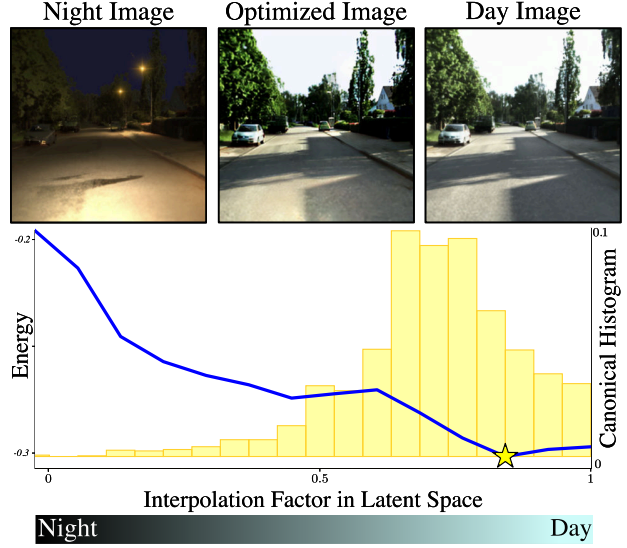 Night Image
Optimized Image
Day Image
-0.2
0.1
Energy
Canonical Histogram
-0.3
0
0
0.5
1
Interpolation Factor in Latent Space
Night
Day